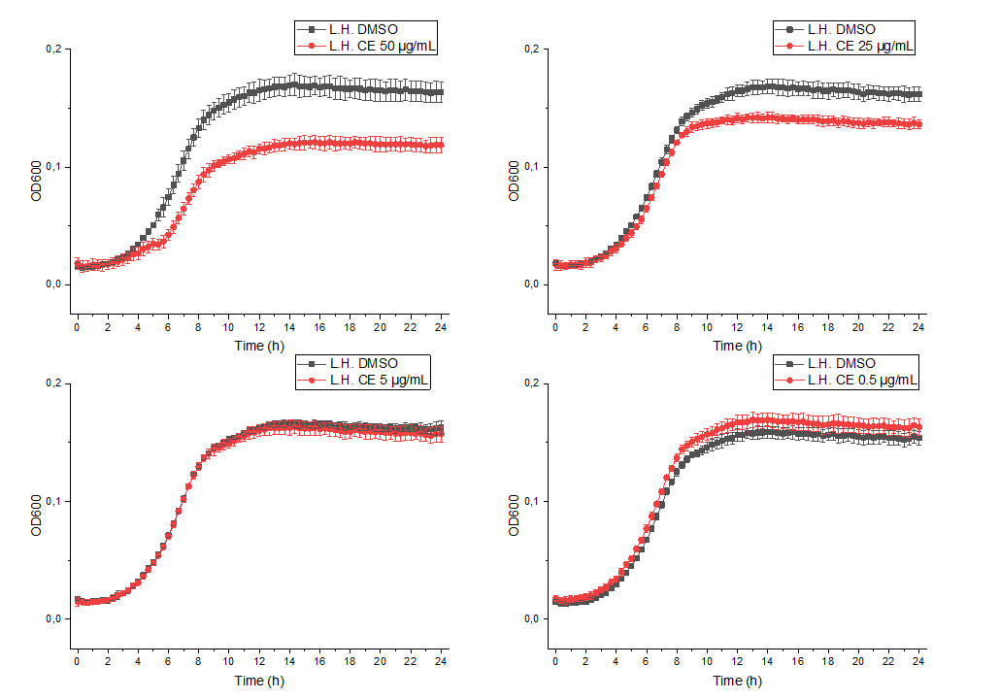 L.H. DMSO
L.H. CE 50 µg/mL
0,2
0,1
0,0
OD600
0 2 4 6 8 10 12 14 16 18 20 22 24
Time (h)
L.H. DMSO
L.H. CE 25 µg/mL
0,2
0,1
0,0
OD600
0 2 4 6 8 10 12 14 16 18 20 22 24
Time (h)
L.H. DMSO
L.H. CE 5 µg/mL
0,2
0,1
0,0
OD600
0 2 4 6 8 10 12 14 16 18 20 22 24
Time (h)
L.H. DMSO
L.H. CE 0.5 µg/mL
0,2
0,1
0,0
OD600
0 2 4 6 8 10 12 14 16 18 20 22 24
Time (h)